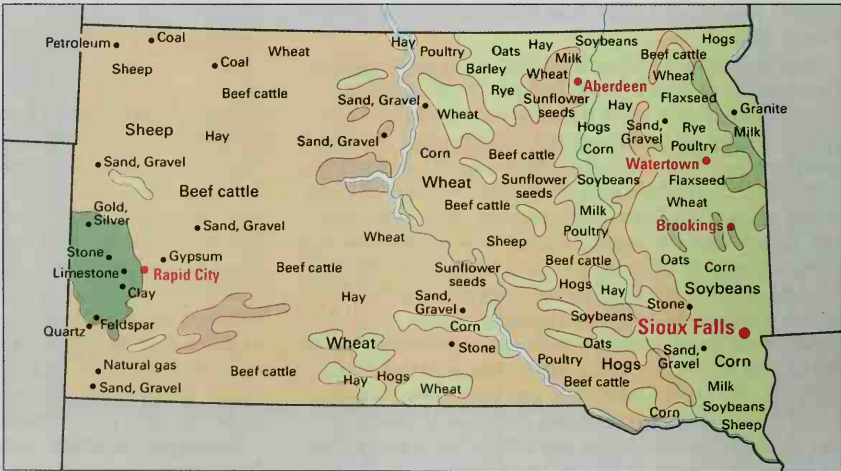 Petroleum
Coal
Coal
Sheep
Wheat
Beef cattle
Hay
Poultry
Oats
Hay
Soybeans
Hogs
Beef cattle
Barley
Milk
Wheat
Wheat
Rye
Sunflower
seeds
Aberdeen
Flaxseed
Granite
Sand, Gravel
Wheat
Hay
Sand,
Gravel
Rye
Milk
Sheep
Hay
Sand, Gravel
Hogs
Poultry
Corn
Beef cattle
Corn
Watertown
Sand, Gravel
Wheat
Sunflower
seeds
Soybeans
Flaxseed
Beef cattle
Beef cattle
Wheat
Gold,
Silver
Sand, Gravel
Milk
Brookings
Wheat
Sheep
Poultry
Stone
Gypsum
Beef cattle
Oats
Corn
Limestone
Rapid City
Beef cattle
Sunflower
seeds
Hogs
Hay
Soybeans
Clay
Hay
Sand,
Gravel
Stone
Quartz
Feldspar
Corn
Soybeans
Sioux Falls
Wheat
Stone
Oats
Sand,
Gravel
Natural gas
Beef cattle
Poultry
Hogs
Corn
Sand, Gravel
Hay
Hogs
Wheat
Beef cattle
Milk
Corn
Soybeans
Sheep